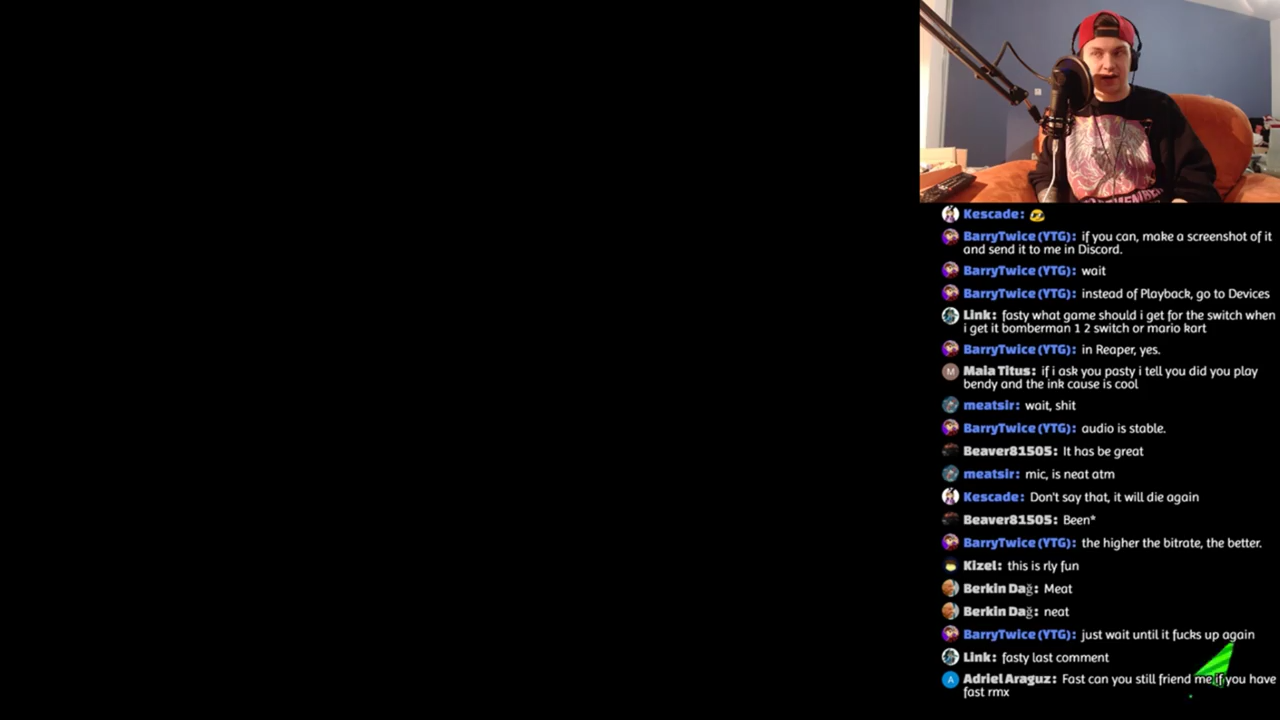 Kescade:
BarryTwice (YTG): if you can, make a screenshot of it
and send it to me in Discord.
BarryTwice (YTG): wait
BarryTwice (YTG): instead of Playback, go to Devices
Link: fasty what game should i get for the switch when
i get it bomberman 1 2 switch or mario kart
BarryTwice (YTG): in Reaper, yes.
M Maia Titus: if i ask you pasty i tell you did you play
bendy and the ink cause is cool
meatsir: wait, shit
BarryTwice (YTG): audio is stable.
Beaver81505: It has be great
meatsir: mic, is neat atm
Kescade: Don't say that, it will die again
Beaver81505: Been*
BarryTwice (YTG): the higher the bitrate, the better.
Kizel: this is rly fun
Berkin Dağ: Meat
Berkin Dağ: neat
BarryTwice (YTG): just wait until it fucks up again
Link: fasty last comment
A Adriel Araguz: Fast can you still friend me if you have
fast rmx